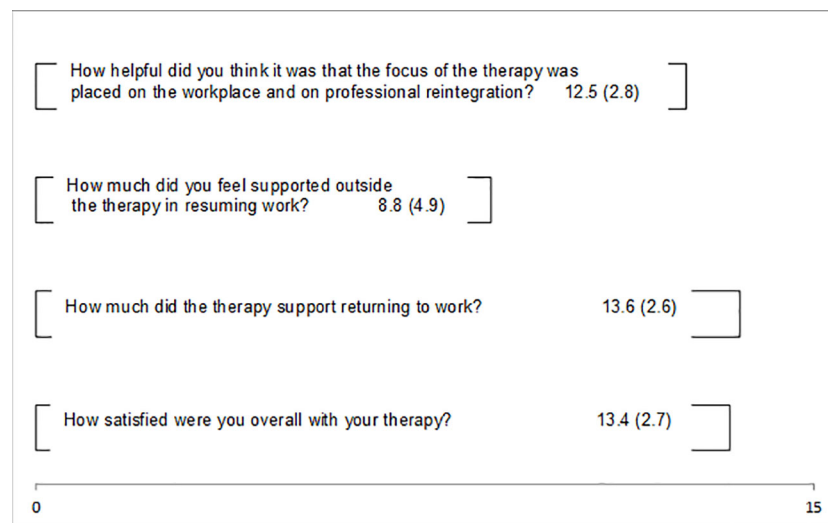 How helpful did you think it was that the focus of the therapy was
placed on the workplace and on professional reintegration? 12.5 (2.8)
How much did you feel supported outside
the therapy in resuming work? 8.8 (4.9)
How much did the therapy support returning to work? 13.6 (2.6)
How satisfied were you overall with your therapy? 13.4 (2.7)
0 15